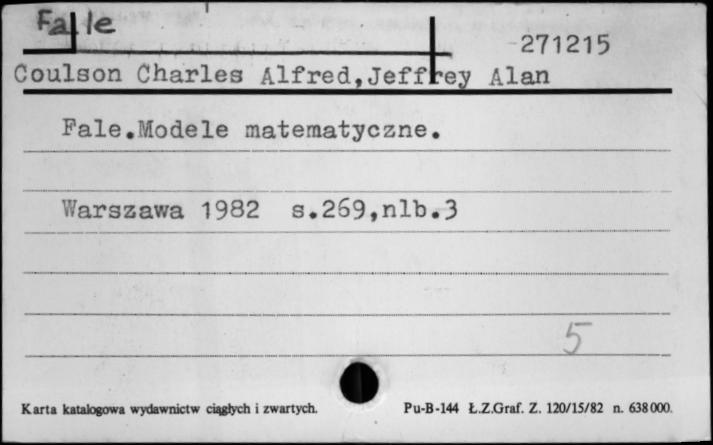 Fale
271215
Coulson Charles Alfred,Jeffrey Alan
Fale.Modele matematyczne.
Warszawa 1982 s.269,nlb.3
5
Karta katalogowa wydawnictw ciągłych i zwartych. Pu-B-144 Ł.Z.Graf. Z. 120/15/82 n. 638000.